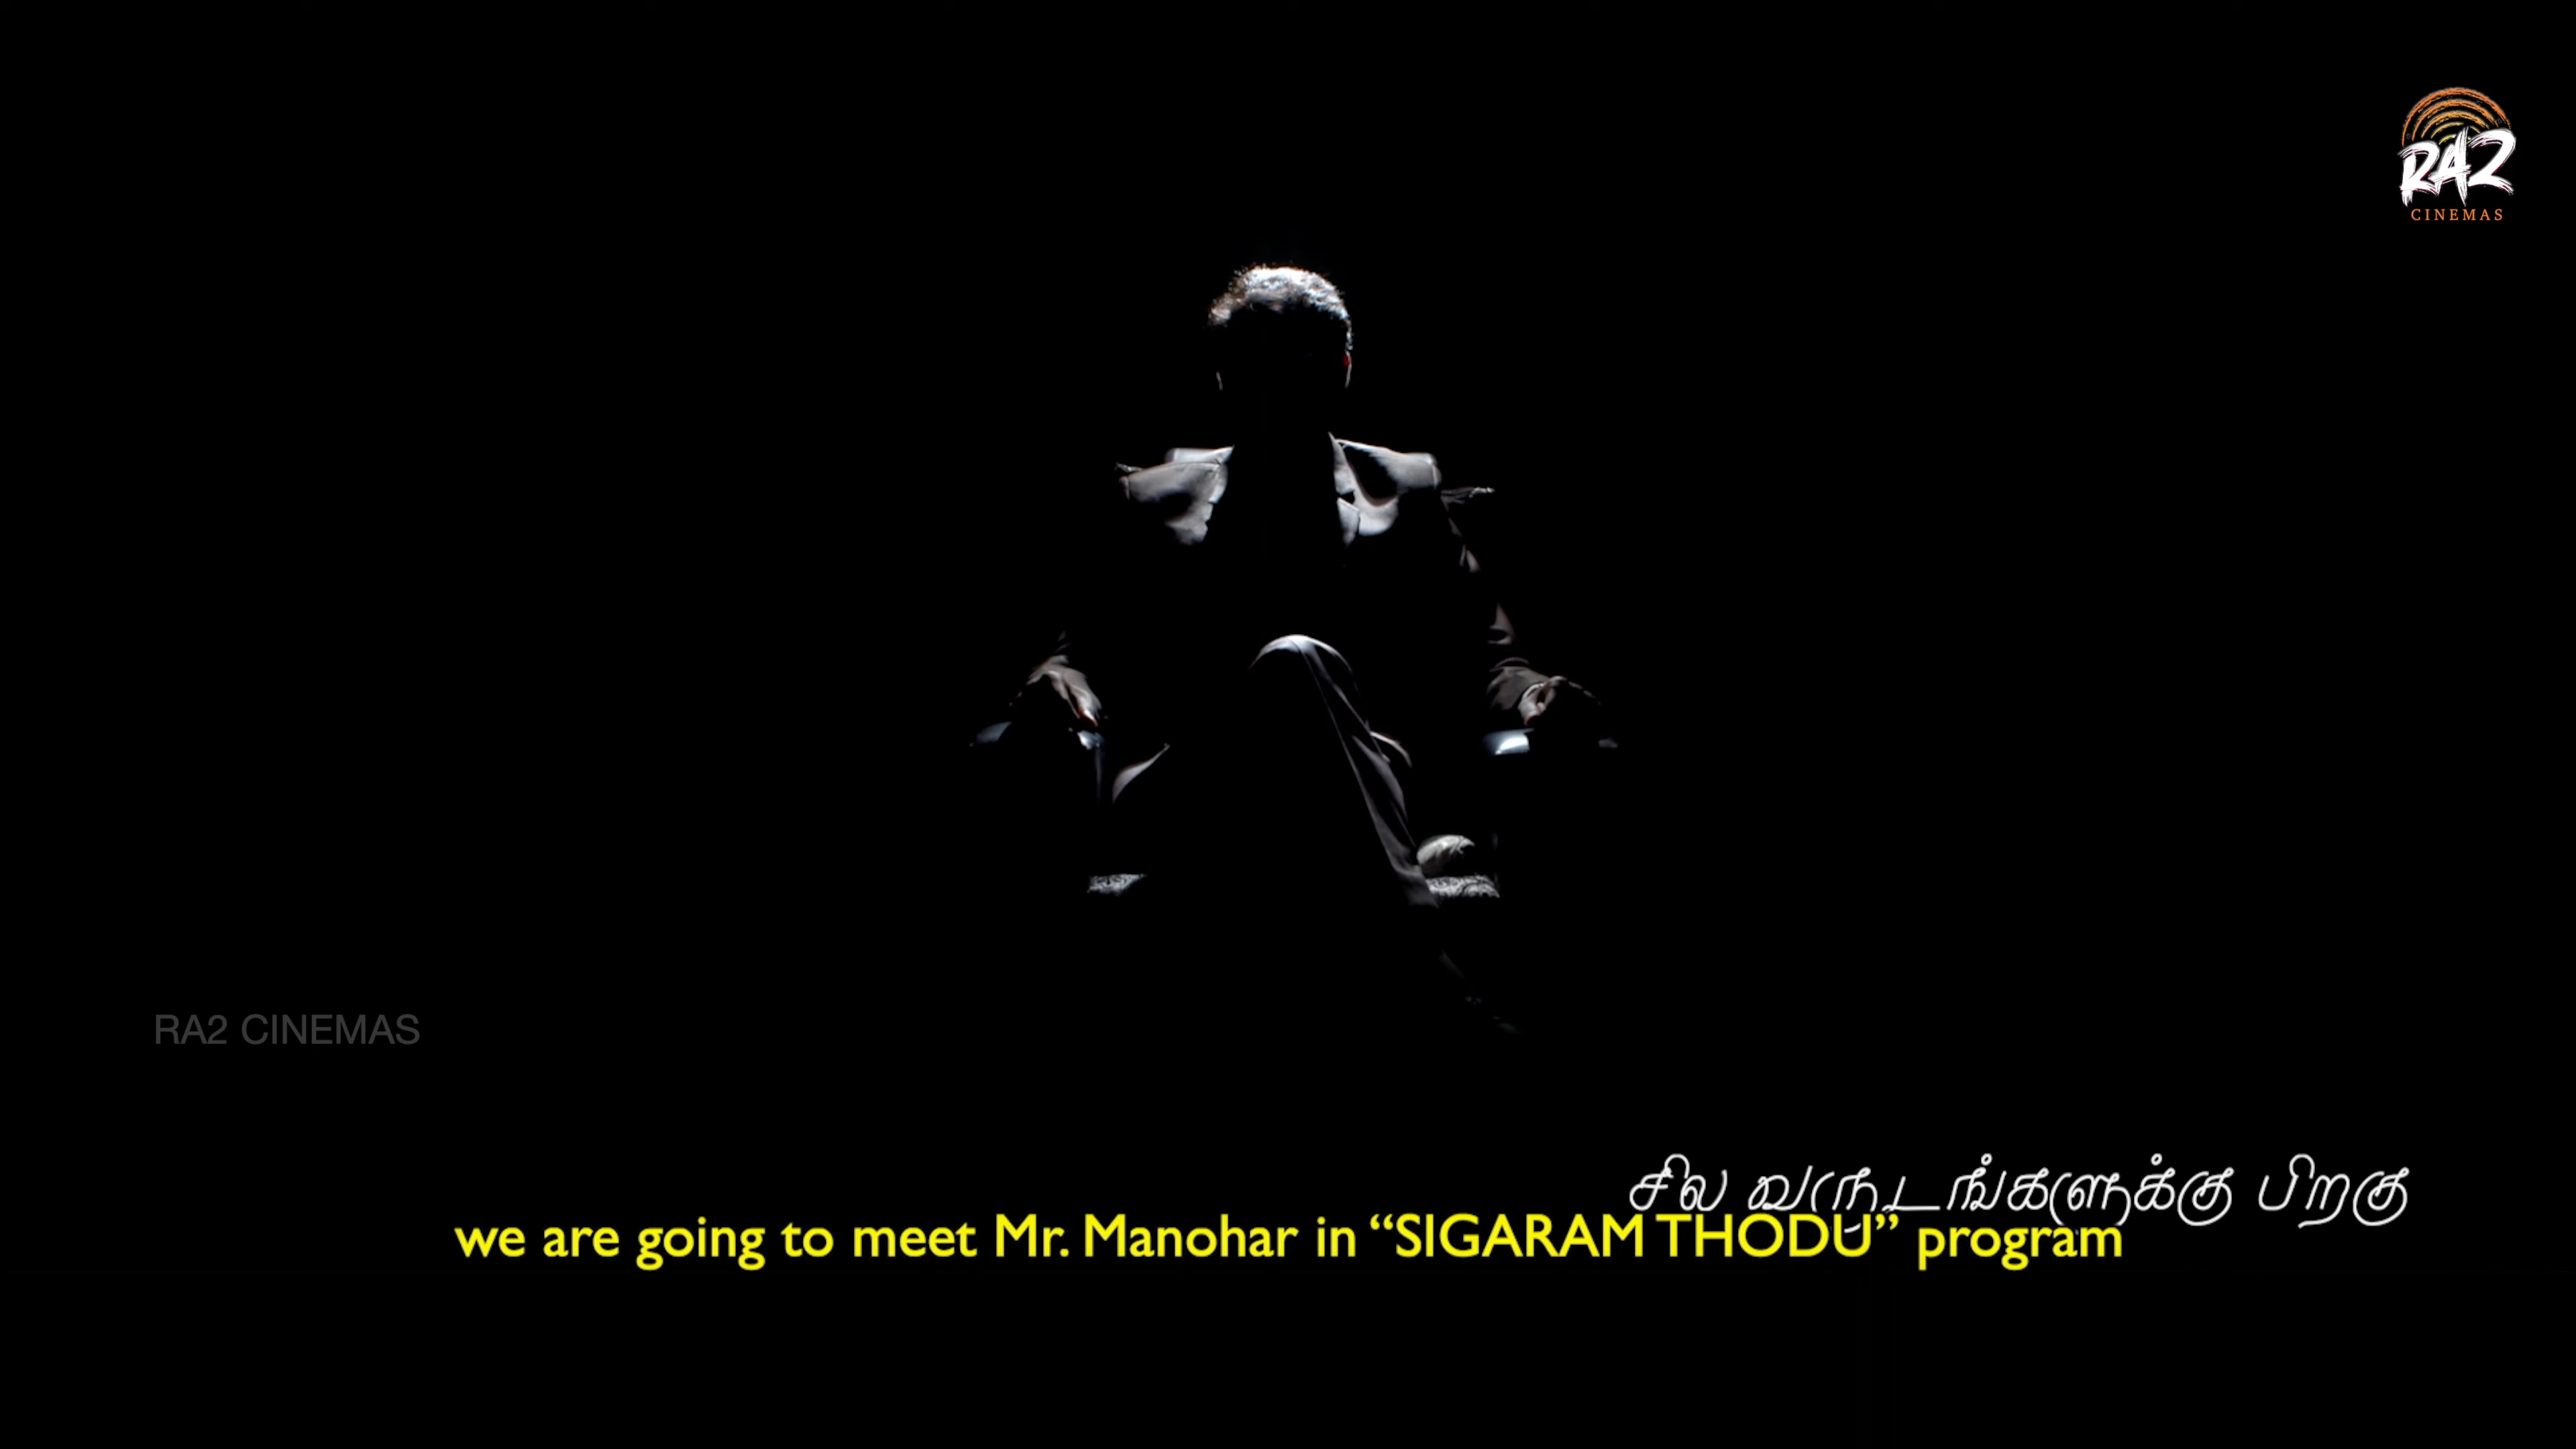 RA2
CINEMAS
RA2 CINEMAS
சில வருடங்களுக்கு பிறகு
we are going to meet Mr. Manohar in “SIGARAM THODU” program